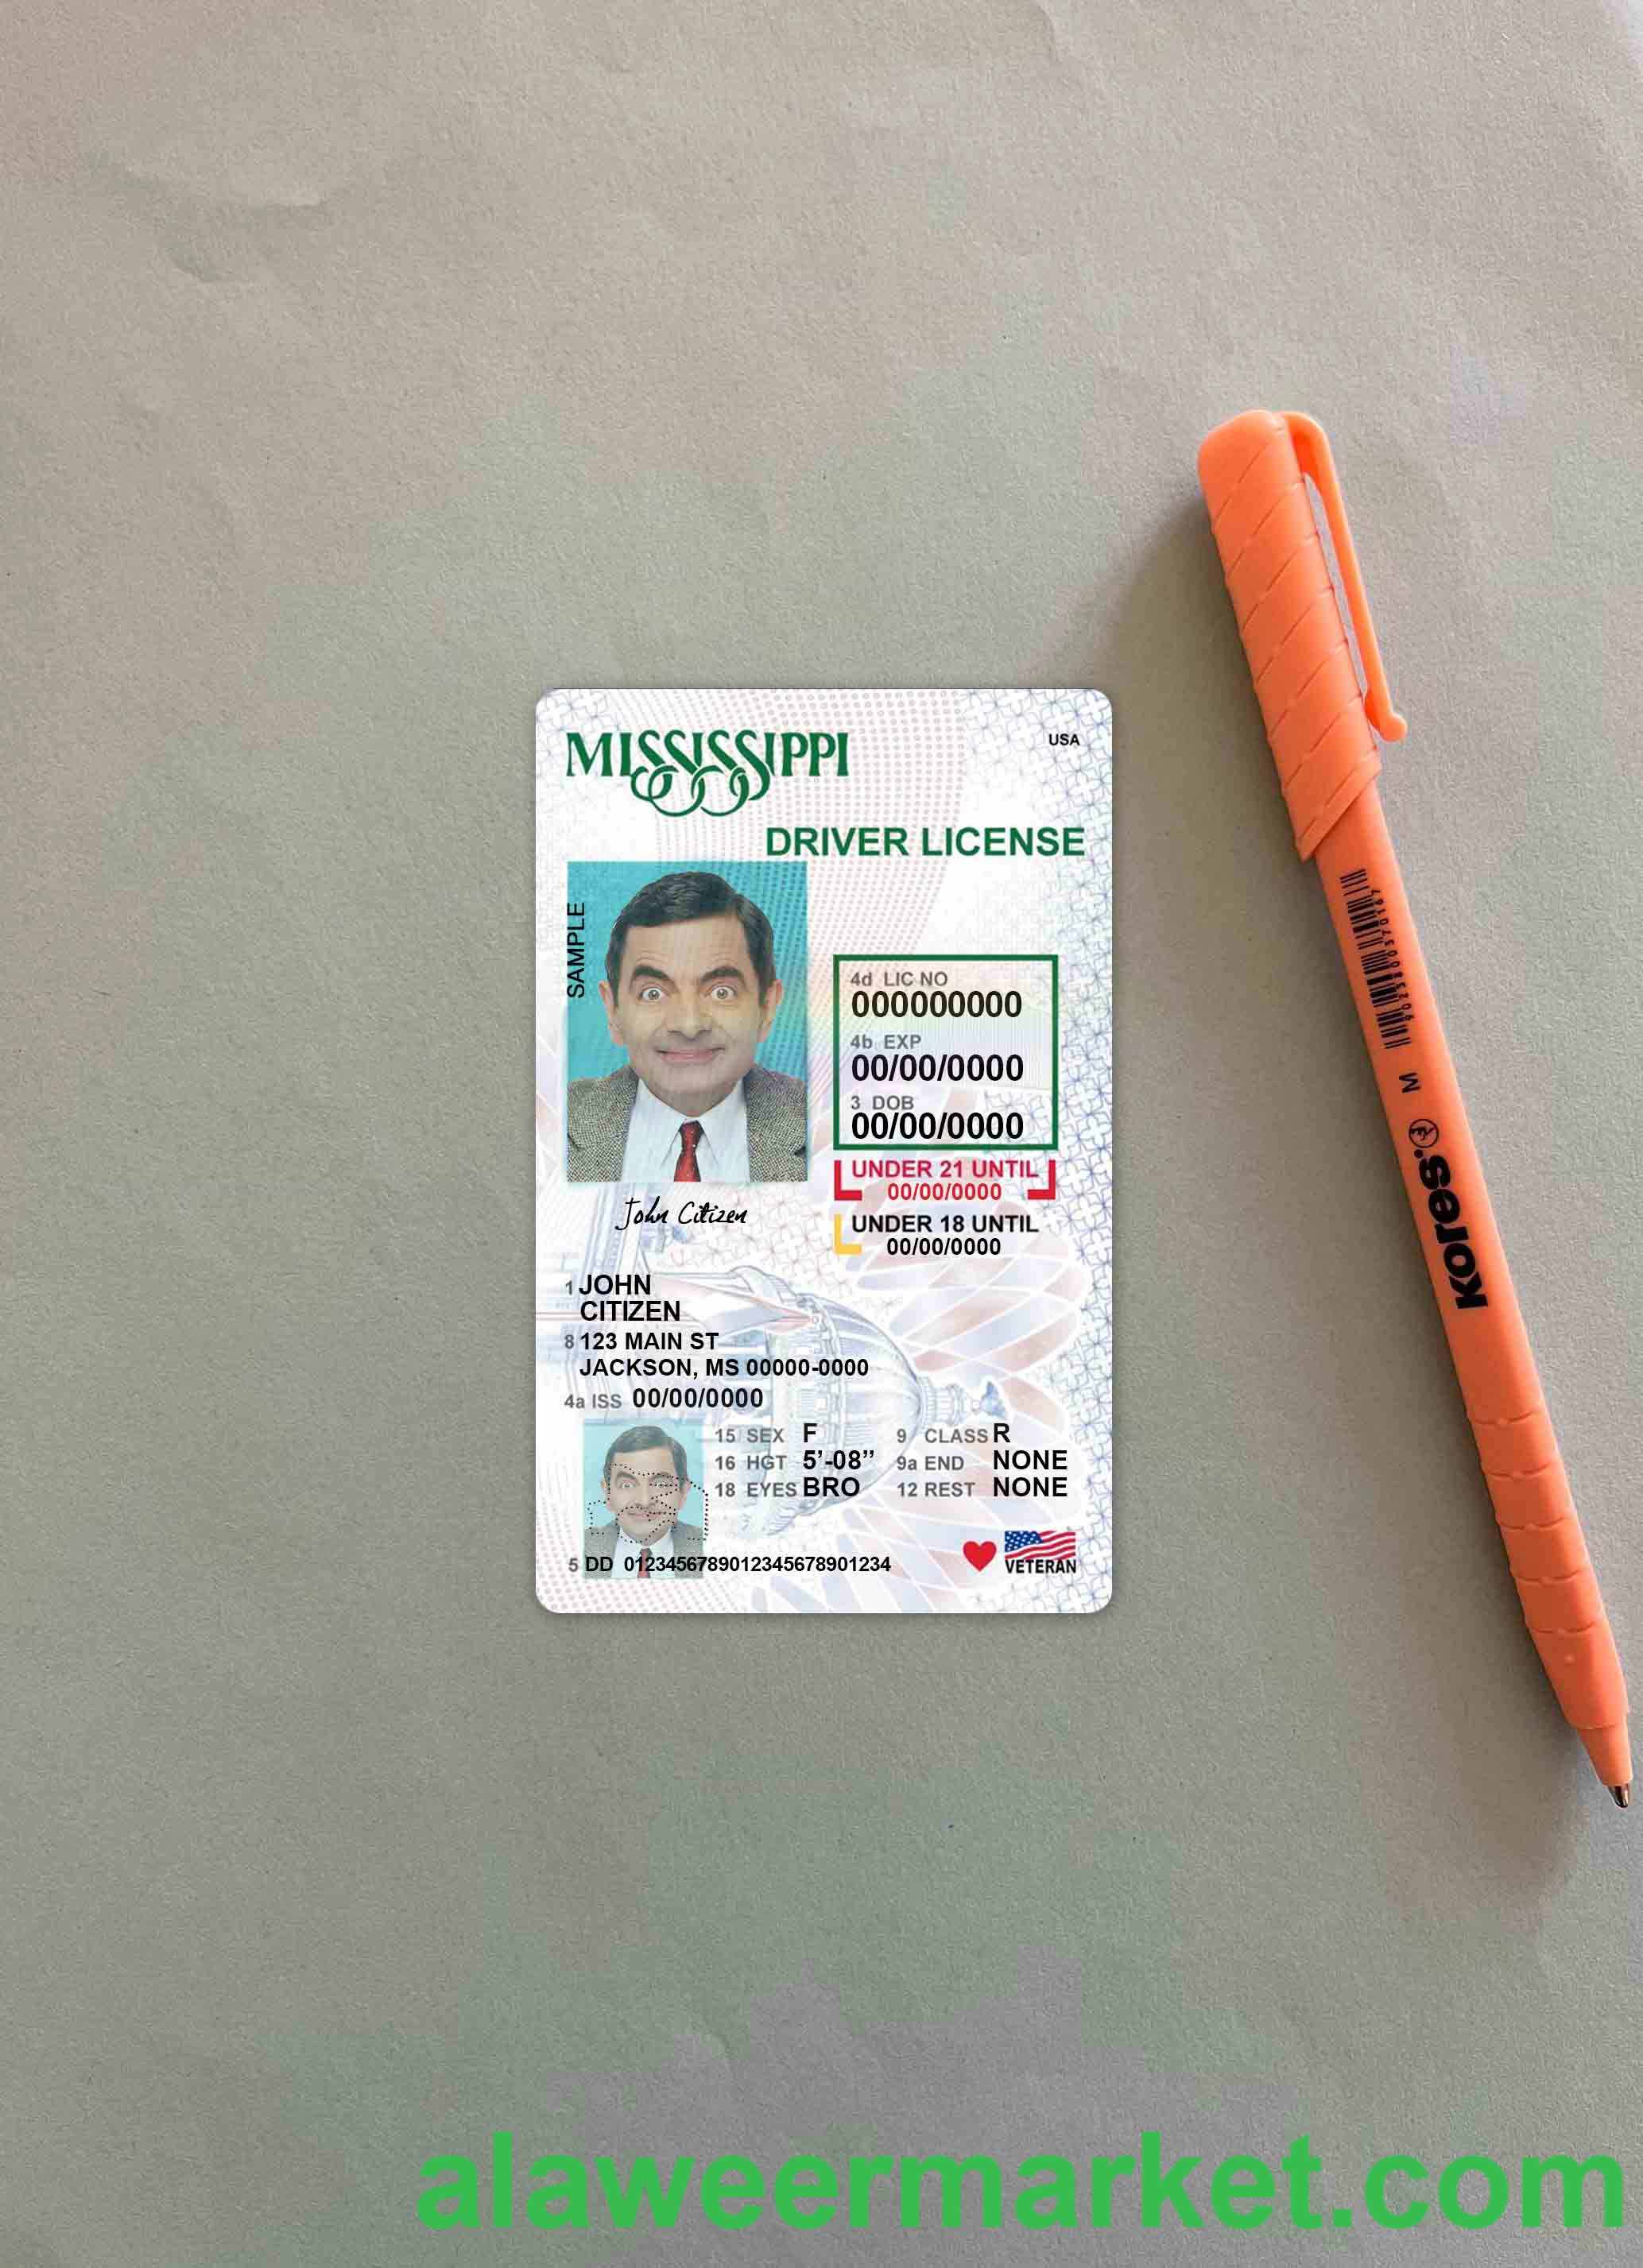 MISSISSIPPI
USA
DRIVER LICENSE
SAMPLE
4d LIC NO
000000000
4b EXP
00/00/0000
3 DOB
00/00/0000
UNDER 21 UNTIL
00/00/0000
UNDER 18 UNTIL
00/00/0000
John Citizen
1 JOHN
CITIZEN
8 123 MAIN ST
JACKSON, MS 00000-0000
4a ISS 00/00/0000
15 SEX F 9 CLASS R
16 HGT 5'-08” 9a END NONE
18 EYES BRO 12 REST NONE
5 DD 0123456789012345678901234
VETERAN
M Kores
alaweermarket.com